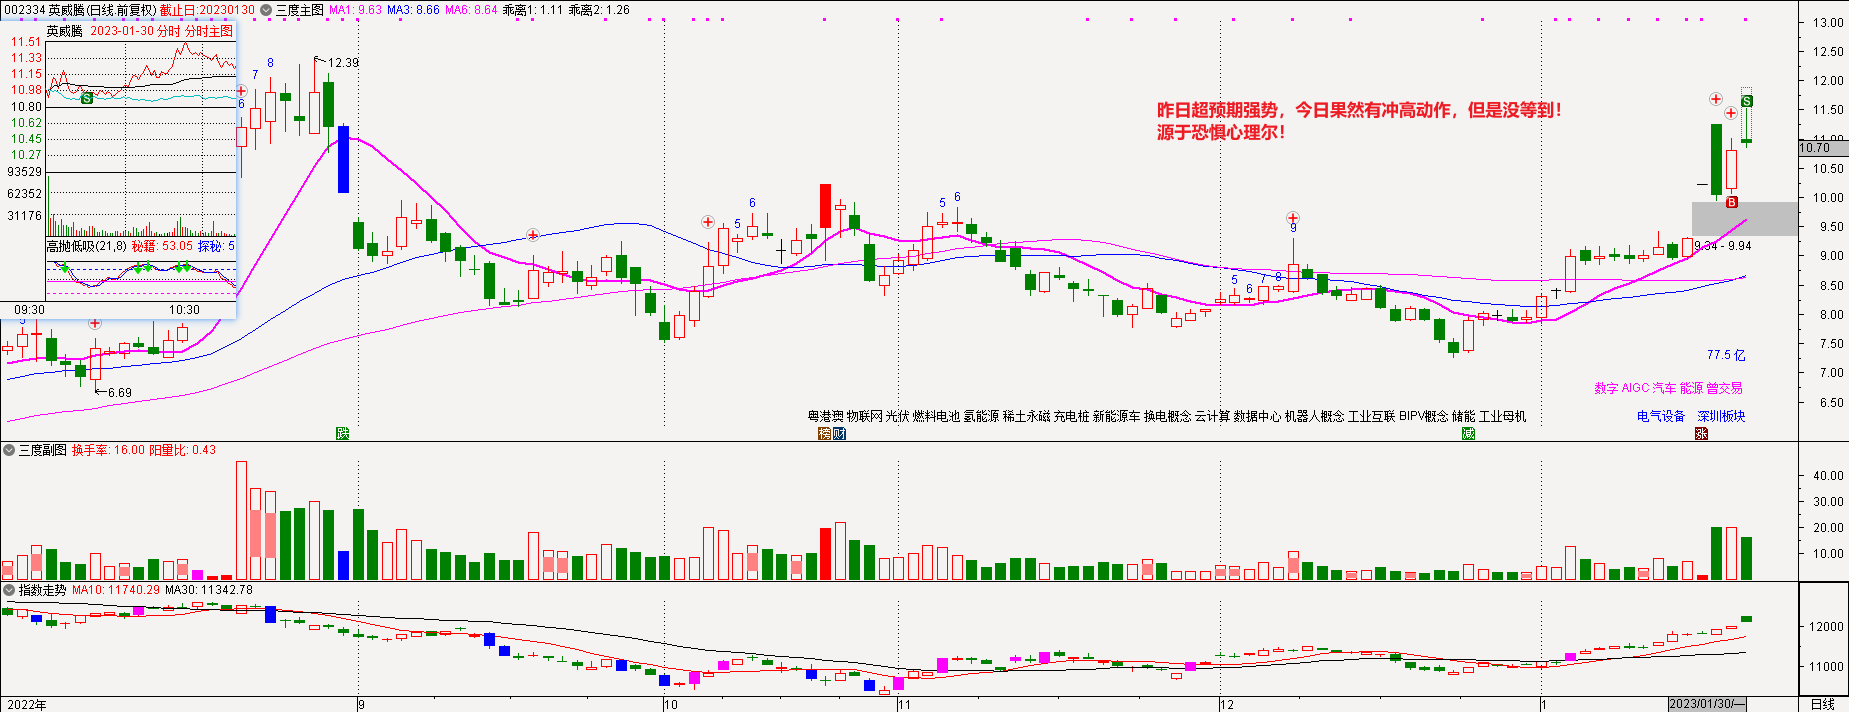 002334 英威腾(日线.前复权) 截止日:20230130 三度主图 MA1: 9.63 MA3: 8.66 MA6: 8.64 乖离1: 1.11 乖离2: 1.26
英威腾 2023-01-30 分时 分时主图
11.51
11.33
11.15
10.98
10.80
10.62
10.45
10.27
93529
62352
31176
S
高抛低吸(21,8) 秘籍: 53.05 探秘: 5
09:30 10:30
6 7 8
12.39
昨日超预期强势，今日果然有冲高动作，但是没等到！
源于恐惧心理尔！
5 6
5 6
9
5 6 7 8
S
B
9.34 - 9.94
6.69
77.5 亿
数字 AIGC 汽车 能源 曾交易
粤港澳 物联网 光伏 燃料电池 氢能源 稀土永磁 充电桩 新能源车 换电概念 云计算 数据中心 机器人概念 工业互联 BIPV概念 储能 工业母机
电气设备 深圳板块
跌 榜 财 减 涨
13.00
12.50
12.00
11.50
11.00
10.70
10.50
10.00
9.50
9.00
8.50
8.00
7.50
7.00
6.50
三度副图 换手率: 16.00 阳量比: 0.43
40.00
30.00
20.00
10.00
指数走势 MA10: 11740.29 MA30: 11342.78
12000
11000
2022年 9 10 11 12 1 2023/01/30/一 日线